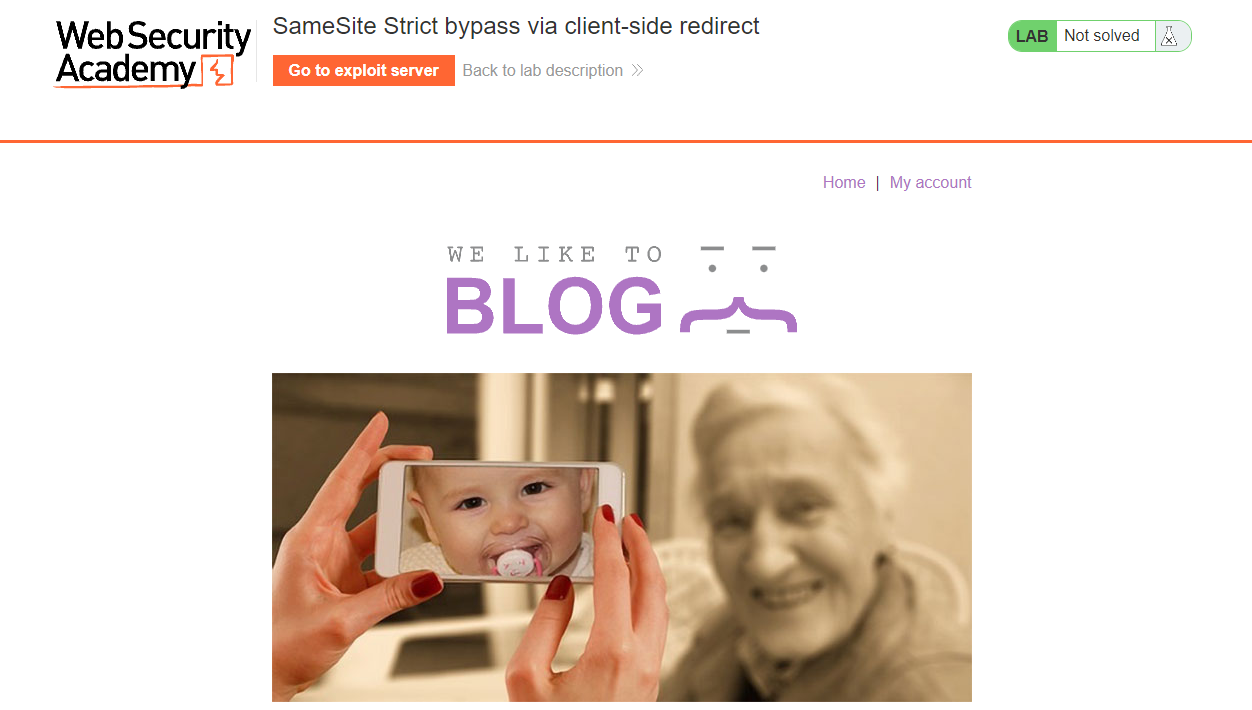 Web Security
Academy
SameSite Strict bypass via client-side redirect
Go to exploit server
Back to lab description
LAB
Not solved
Home | My account
WE LIKE TO
BLOG